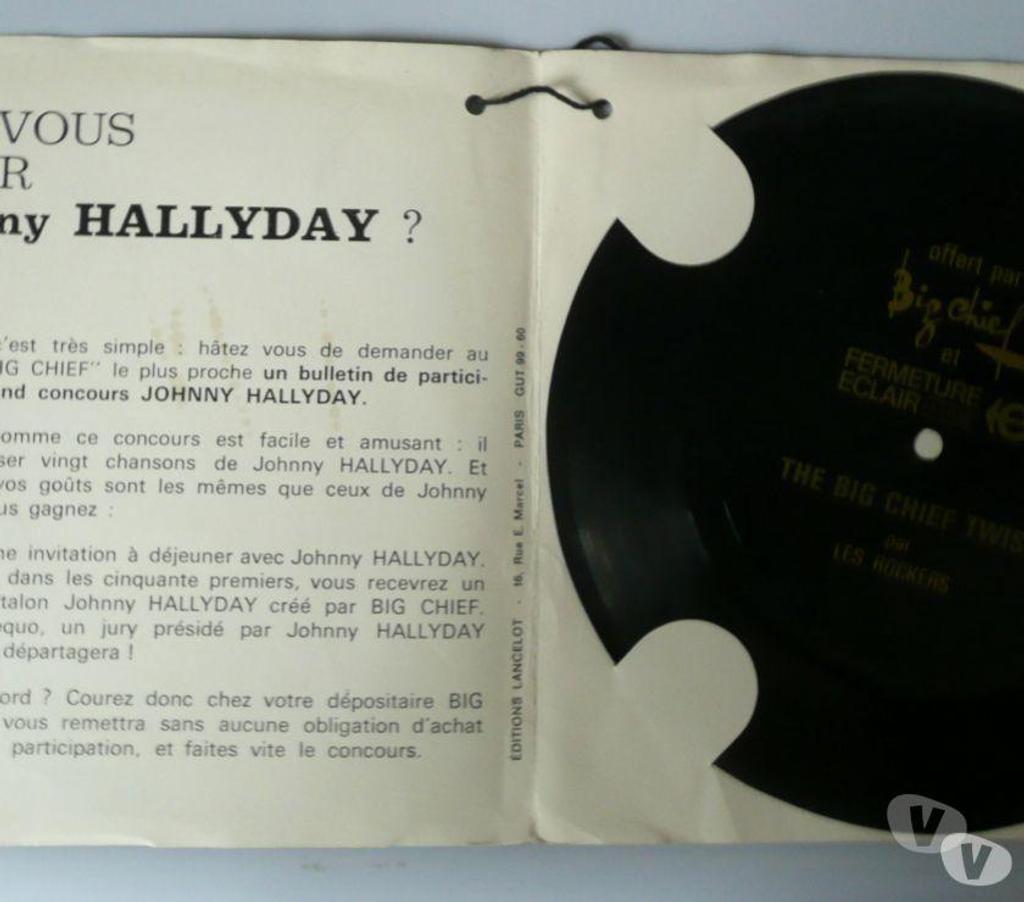 VOUS
R
ny HALLYDAY ?
c'est très simple : hâtez vous de demander au
IG CHIEF" le plus proche un bulletin de partici-
nd concours JOHNNY HALLYDAY.
omme ce concours est facile et amusant : il
ser vingt chansons de Johnny HALLYDAY. Et
vos goûts sont les mêmes que ceux de Johnny
us gagnez :
ne invitation à déjeuner avec Johnny HALLYDAY.
dans les cinquante premiers, vous recevrez un
talon Johnny HALLYDAY créé par BIG CHIEF.
equo, un jury présidé par Johnny HALLYDAY
départagera !
ord ? Courez donc chez votre dépositaire BIG
vous remettra sans aucune obligation d'achat
participation, et faites vite le concours.
ÉDITIONS LANCELOT - 16, Rue E. Marcel - PARIS GUT 99-60
offert par
Big Chief
et
FERMETURE
ECLAIR
THE BIG CHIEF TWIS
par
LES ROCKERS
V
V